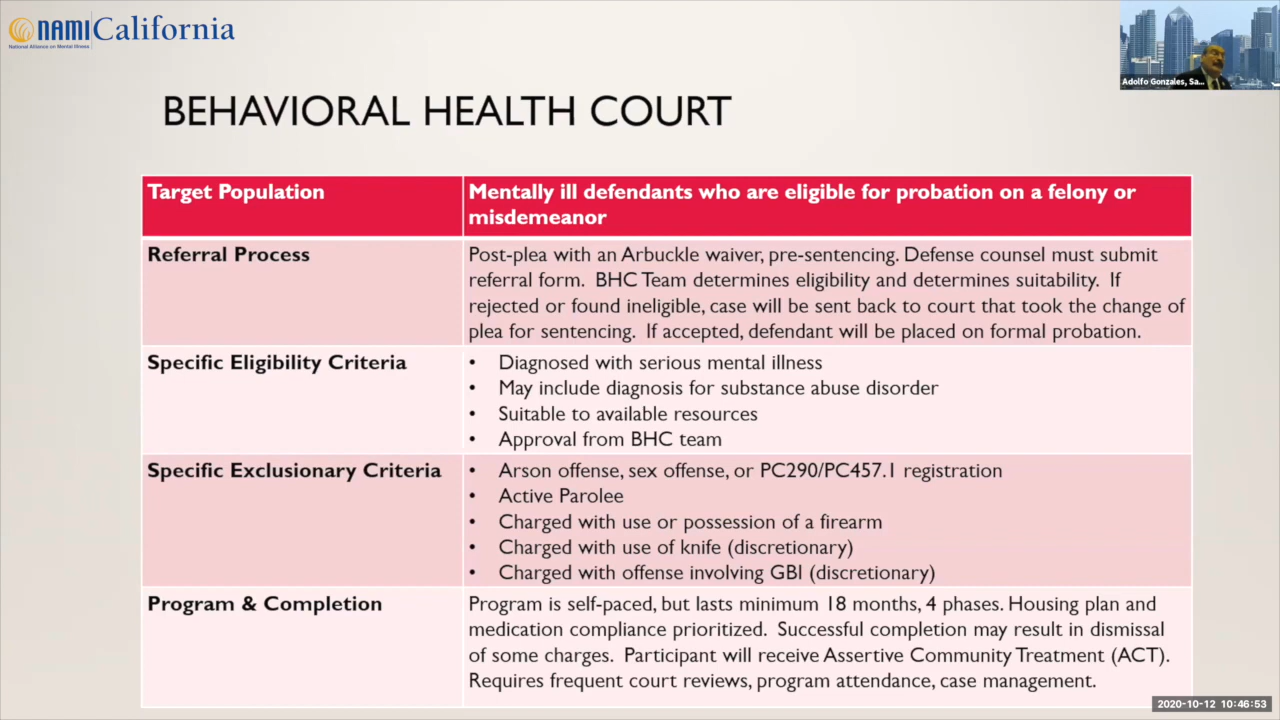 NAMI California
National Alliance on Mental Illness
Adolfo Gonzales, Sa...
BEHAVIORAL HEALTH COURT
Target Population
Mentally ill defendants who are eligible for probation on a felony or
misdemeanor
Referral Process
Post-plea with an Arbuckle waiver, pre-sentencing. Defense counsel must submit
referral form. BHC Team determines eligibility and determines suitability. If
rejected or found ineligible, case will be sent back to court that took the change of
plea for sentencing. If accepted, defendant will be placed on formal probation.
Specific Eligibility Criteria
• Diagnosed with serious mental illness
• May include diagnosis for substance abuse disorder
• Suitable to available resources
• Approval from BHC team
Specific Exclusionary Criteria
• Arson offense, sex offense, or PC290/PC457.1 registration
• Active Parolee
• Charged with use or possession of a firearm
• Charged with use of knife (discretionary)
• Charged with offense involving GBI (discretionary)
Program & Completion
Program is self-paced, but lasts minimum 18 months, 4 phases. Housing plan and
medication compliance prioritized. Successful completion may result in dismissal
of some charges. Participant will receive Assertive Community Treatment (ACT).
Requires frequent court reviews, program attendance, case management.
2020-10-12 10:46:53